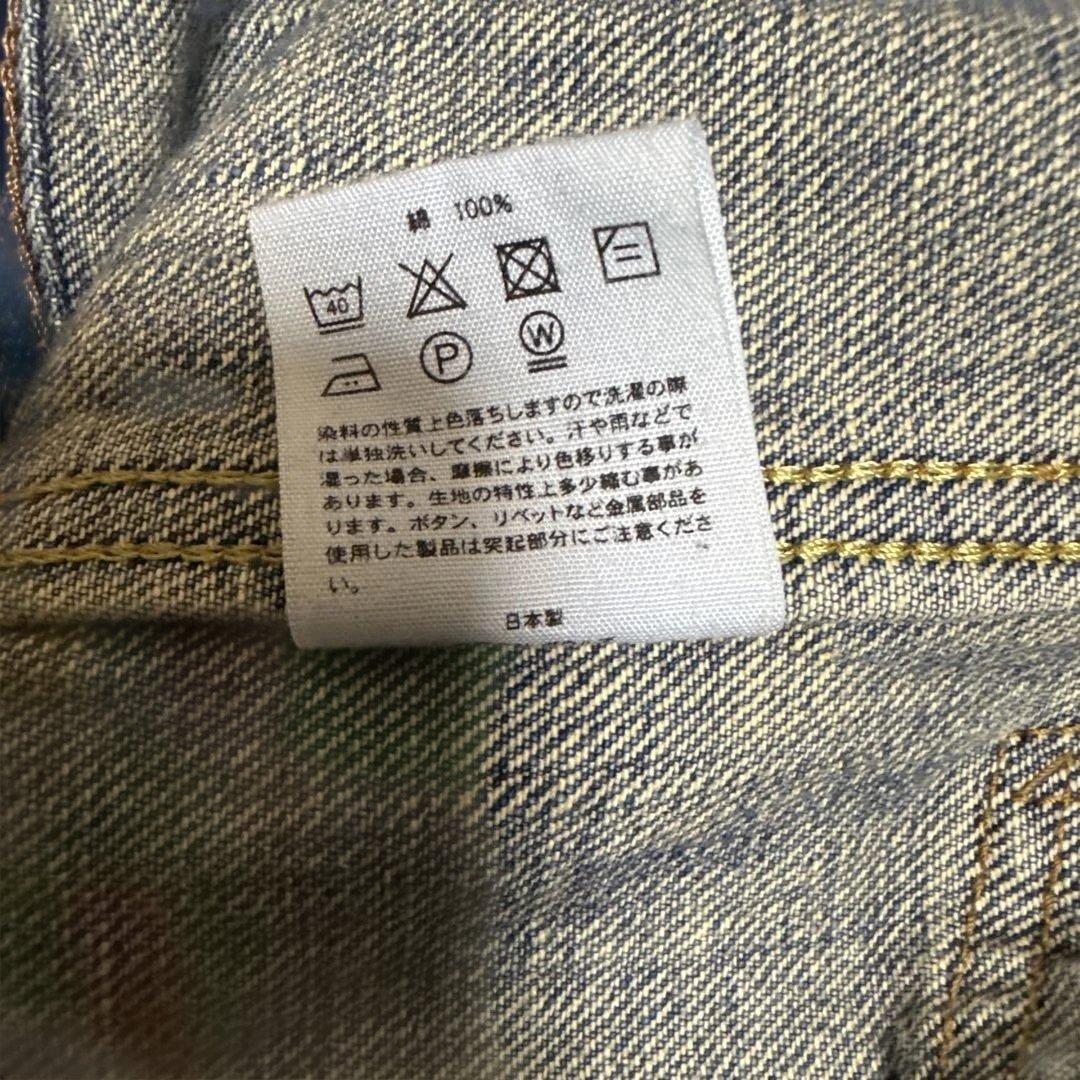 綿 100%
40
P
W
染料の性質上色落ちしますので洗濯の際
は単独洗いしてください。汗や雨などで
湿った場合、摩擦により色移りする事が
あります。生地の特性上多少縮む事があ
ります。ボタン、リベットなど金属部品を
使用した製品は突起部分にご注意くださ
い。
日本製